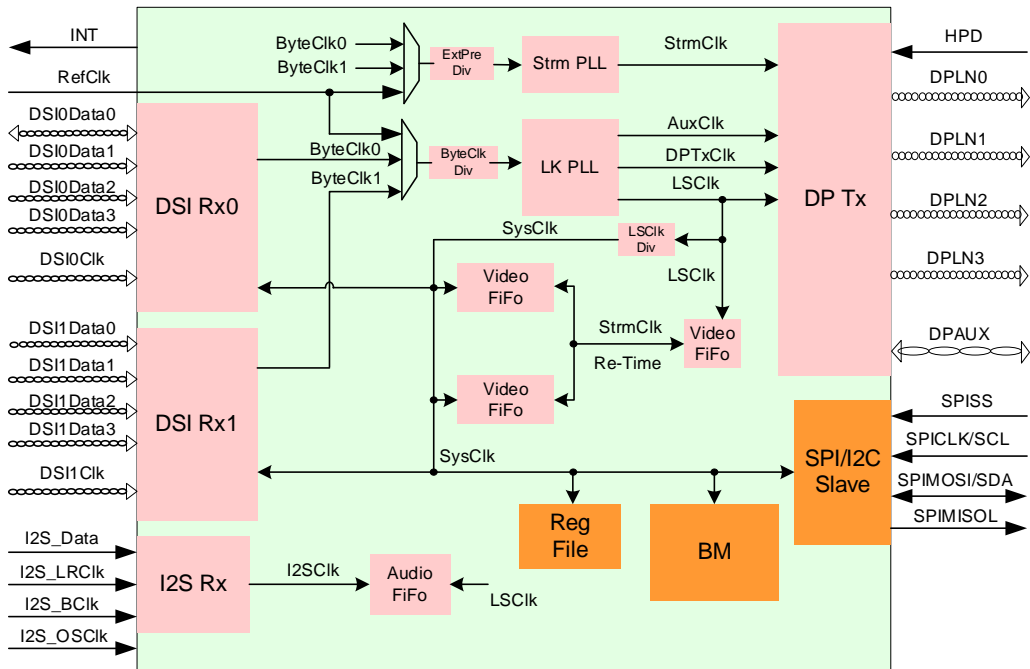 INT
RefClk
DSI0Data0
DSI0Data1
DSI0Data2
DSI0Data3
DSI0Clk
DSI1Data0
DSI1Data1
DSI1Data2
DSI1Data3
DSI1Clk
I2S_Data
I2S_LRClk
I2S_BClk
I2S_OSClk
DSI Rx0
DSI Rx1
I2S Rx
ByteClk0
ByteClk1
ExtPre
Div
Strm PLL
StrmClk
ByteClk0
ByteClk1
ByteClk
Div
LK PLL
AuxClk
DPTxClk
LSClk
SysClk
LSClk
Div
LSClk
Video
FiFo
StrmClk
Re-Time
Video
FiFo
Video
FiFo
SysClk
Reg
File
BM
I2SClk
Audio
FiFo
LSClk
DP Tx
SPI/I2C
Slave
HPD
DPLN0
DPLN1
DPLN2
DPLN3
DPAUX
SPISS
SPICLK/SCL
SPIMOSI/SDA
SPIMISOL